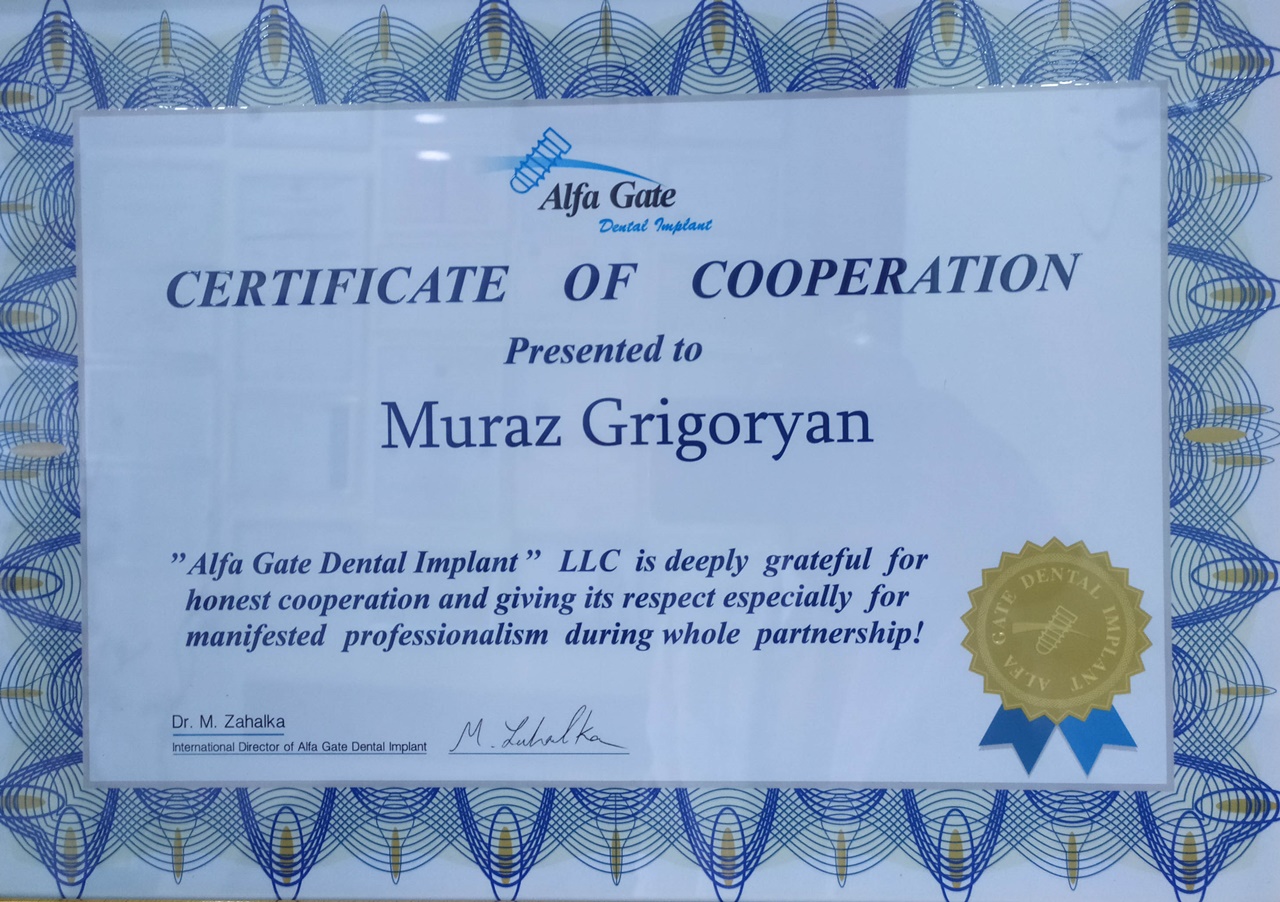 Alfa Gate
Dental Implant
CERTIFICATE OF COOPERATION
Presented to
Muraz Grigoryan
”Alfa Gate Dental Implant” LLC is deeply grateful for
honest cooperation and giving its respect especially for
manifested professionalism during whole partnership!
Dr. M. Zahalka
International Director of Alfa Gate Dental Implant
M. Zahalka
ALFA GATE DENTAL IMPLANT